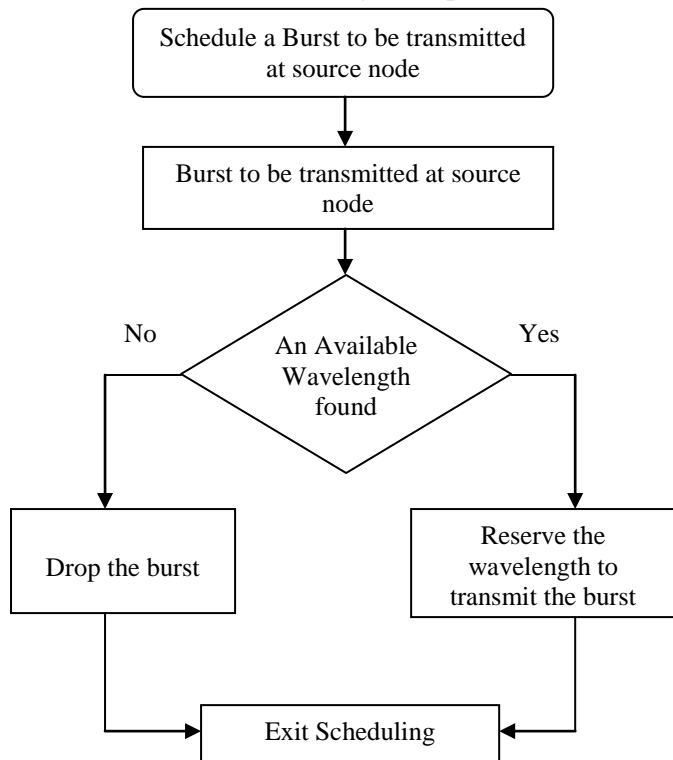 Schedule a Burst to be transmitted
at source node
Burst to be transmitted at source
node
No
Yes
An Available
Wavelength
found
Drop the burst
Reserve the
wavelength to
transmit the burst
Exit Scheduling